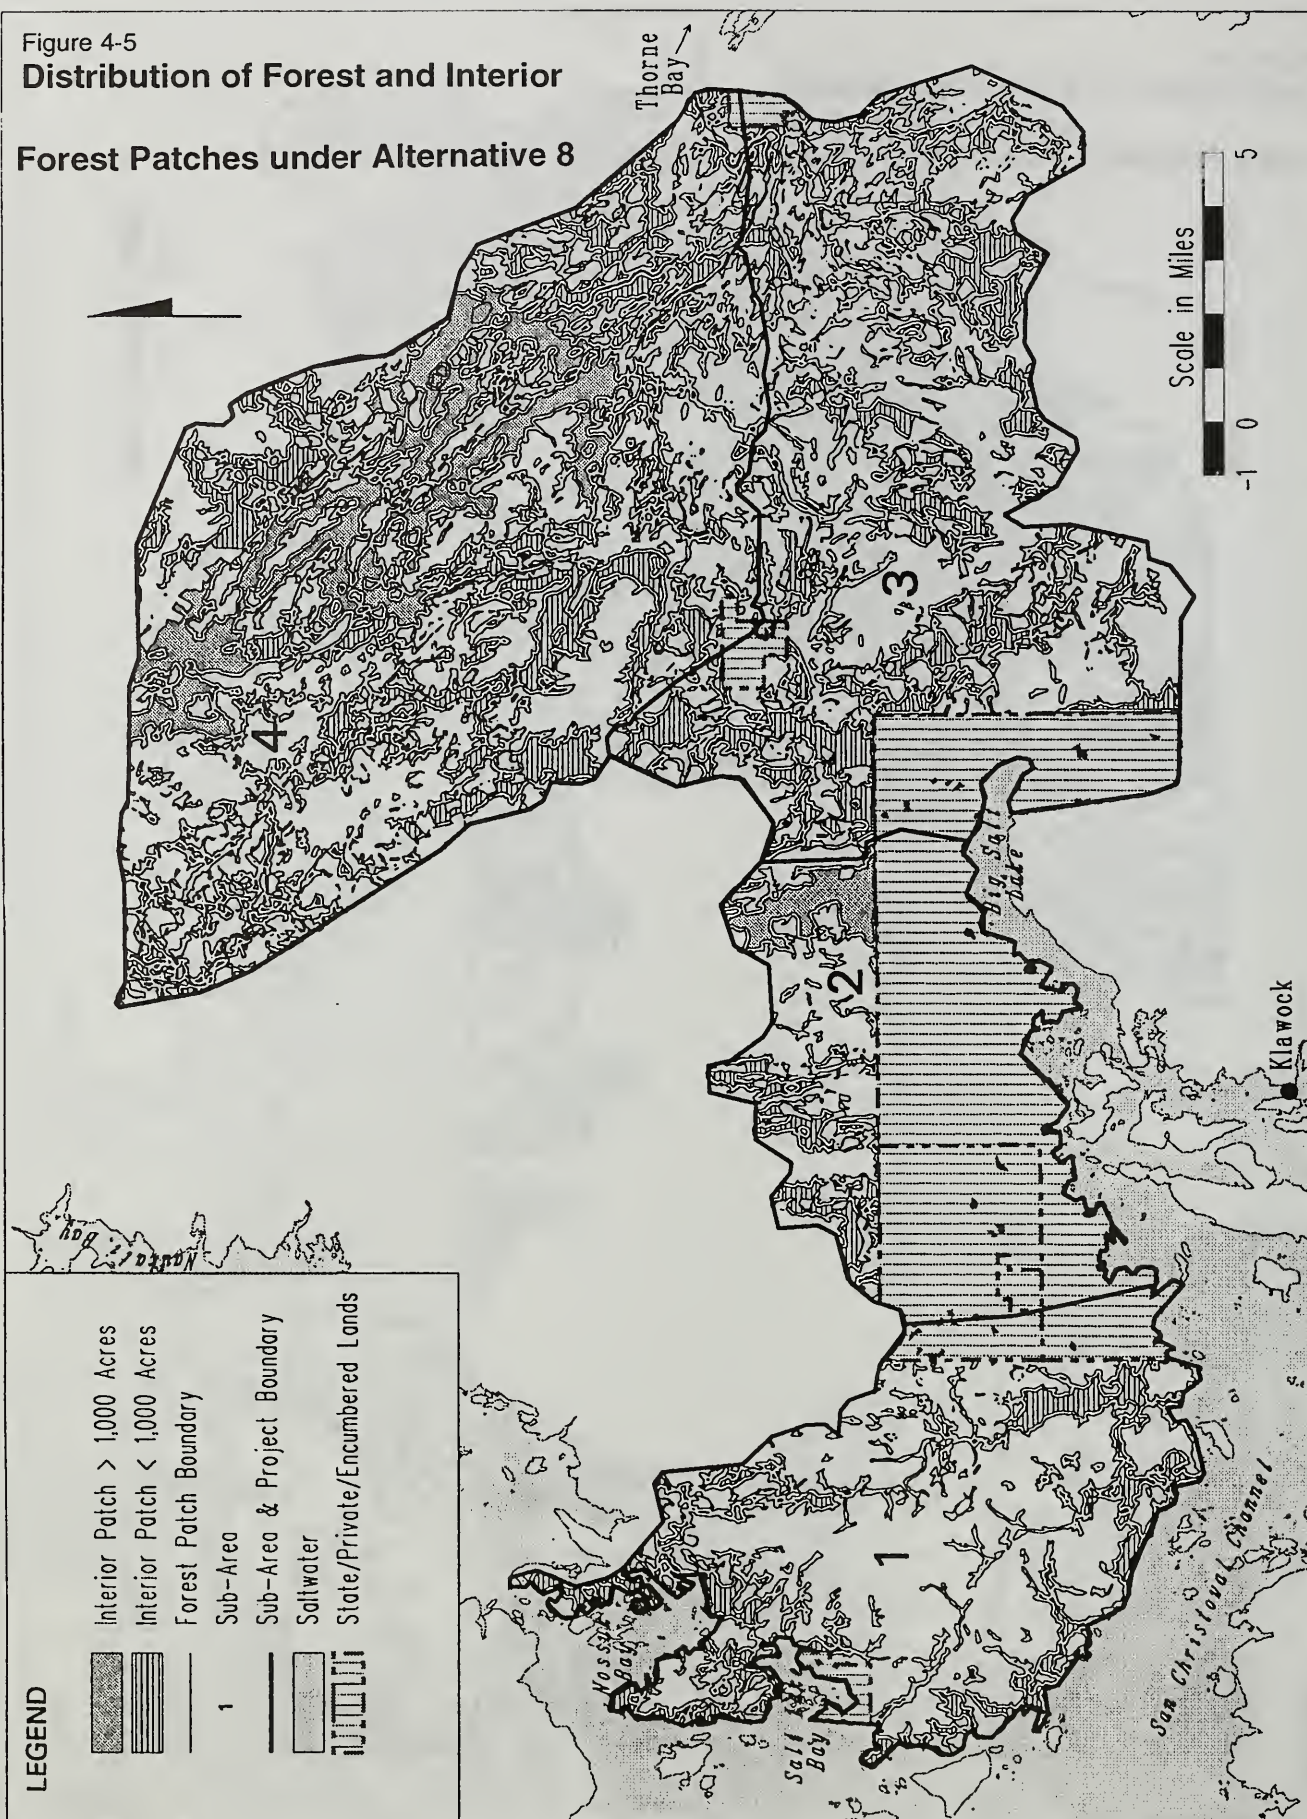 Figure 4-5
Distribution of Forest and Interior
Forest Patches under Alternative 8
Thorne
Bay
Scale in Miles
-1 0 5
4
3
2
1
Big Salt
Lake
Klawock
San Christoval Channel
Salt Lake
Bay
Bay
Bay
LEGEND
Interior Patch > 1,000 Acres
Interior Patch < 1,000 Acres
Forest Patch Boundary
1 Sub-Area
Sub-Area & Project Boundary
Saltwater
State/Private/Encumbered Lands